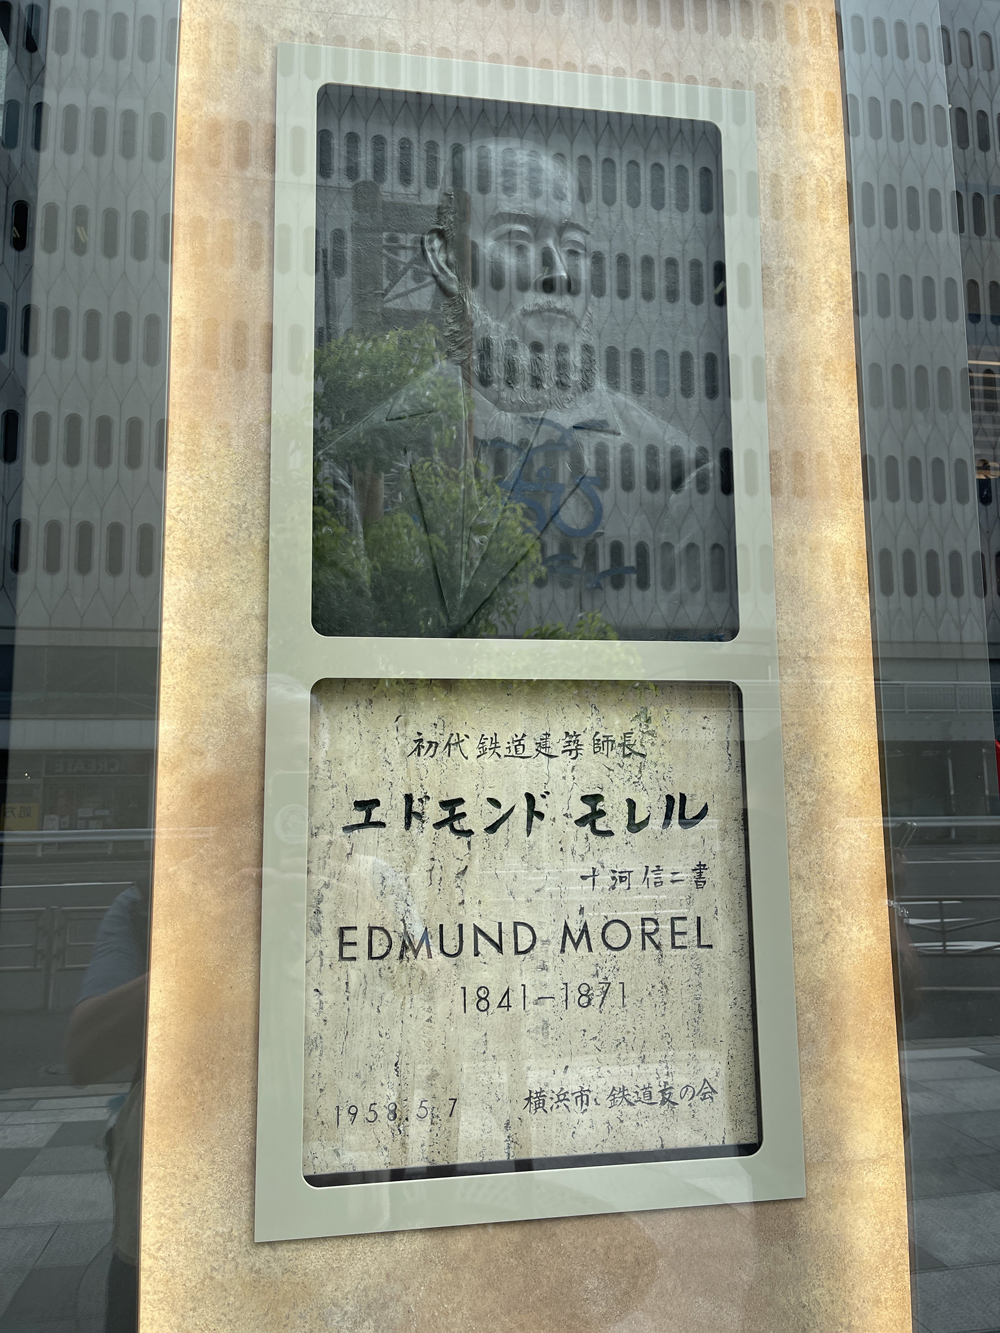 初代鉄道建築師長
エドモンド モレル
十河信二書
EDMUND MOREL
1841-1871
1958.5.7 横浜市、鉄道友の会